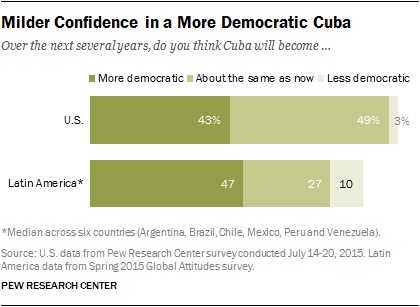 Milder Confidence in a More Democratic Cuba
Over the next several years, do you think Cuba will become ...
More democratic About the same as now Less democratic
U.S. 43% 49% 3%
Latin America* 47 27 10
*Median across six countries (Argentina, Brazil, Chile, Mexico, Peru and Venezuela).
Source: U.S. data from Pew Research Center survey conducted July 14-20, 2015. Latin
America data from Spring 2015 Global Attitudes survey.
PEW RESEARCH CENTER